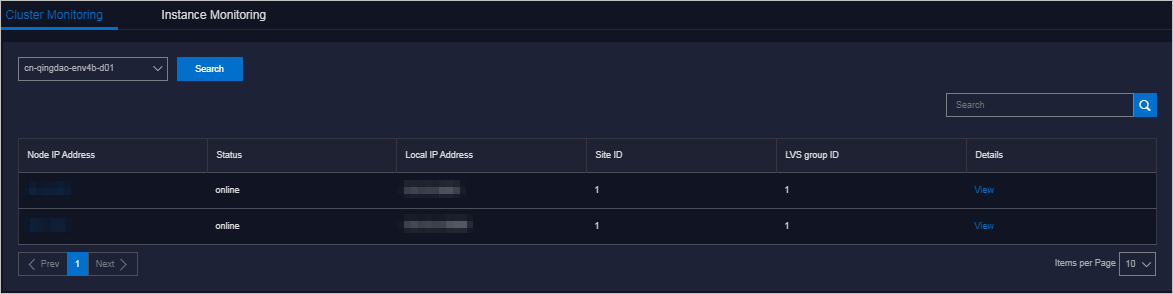 Cluster Monitoring Instance Monitoring
cn-qingdao-env4b-d01 Search
Search
Node IP Address Status Local IP Address Site ID LVS group ID Details
online 1 1 View
online 1 1 View
Prev 1 Next Items per Page 10